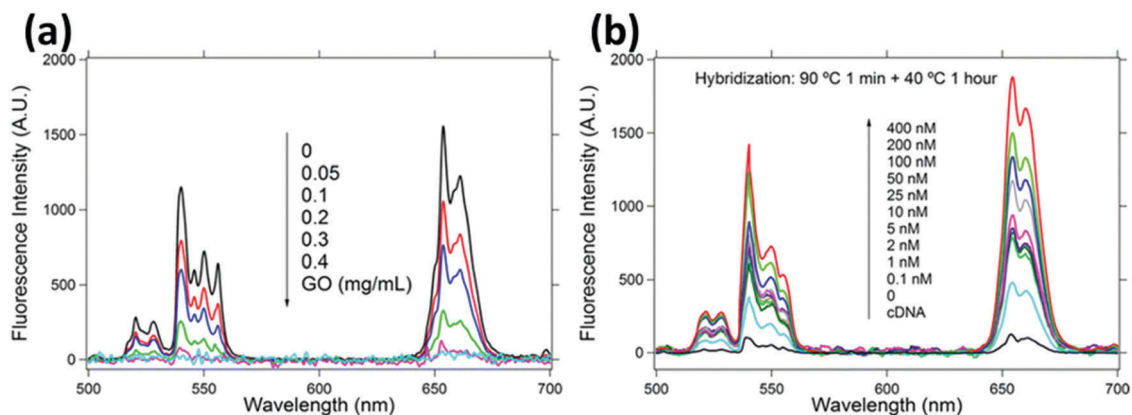 (a)
2000
1500
1000
500
0
500
550
600
650
700
Fluorescence Intensity (A.U.)
Wavelength (nm)
0
0.05
0.1
0.2
0.3
0.4
GO (mg/mL)
(b)
2000
1500
1000
500
0
500
550
600
650
700
Fluorescence Intensity (A.U.)
Wavelength (nm)
Hybridization: 90 ºC 1 min + 40 ºC 1 hour
400 nM
200 nM
100 nM
50 nM
25 nM
10 nM
5 nM
2 nM
1 nM
0.1 nM
0
cDNA